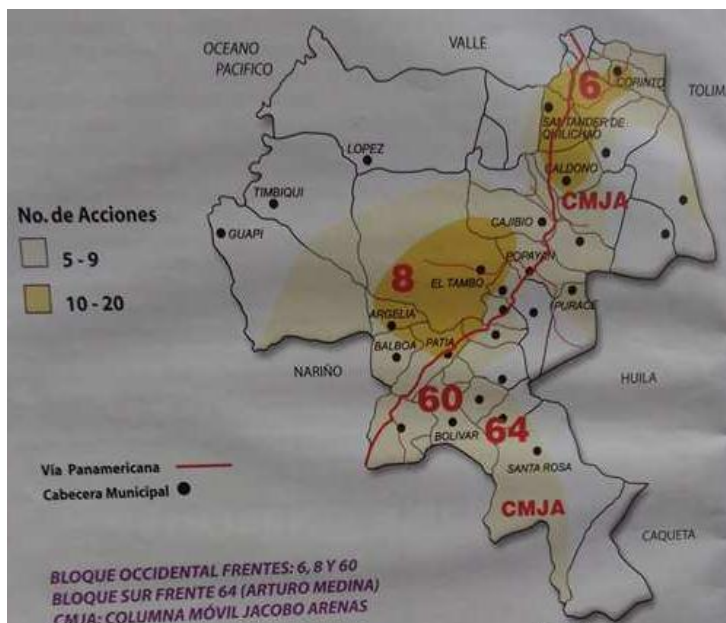 OCEANO
PACIFICO
VALLE
TOLIM
6
CORINTO
SANTANDER DE
QUILICHAO
LOPEZ
CALDONO
CMJA
TIMBIQUI
CAJIBIO
GUAPI
No. de Acciones
5 - 9
10 - 20
POPAYAN
8
EL TAMBO
PURACE
ARGELIA
BALBOA
PATIA
NARIÑO
HUILA
60
64
BOLIVAR
SANTA ROSA
Vía Panamericana
Cabecera Municipal
CMJA
CAQUETA
BLOQUE OCCIDENTAL FRENTES: 6, 8 Y 60
BLOQUE SUR FRENTE 64 (ARTURO MEDINA)
CMJA: COLUMNA MÓVIL JACOBO ARENAS